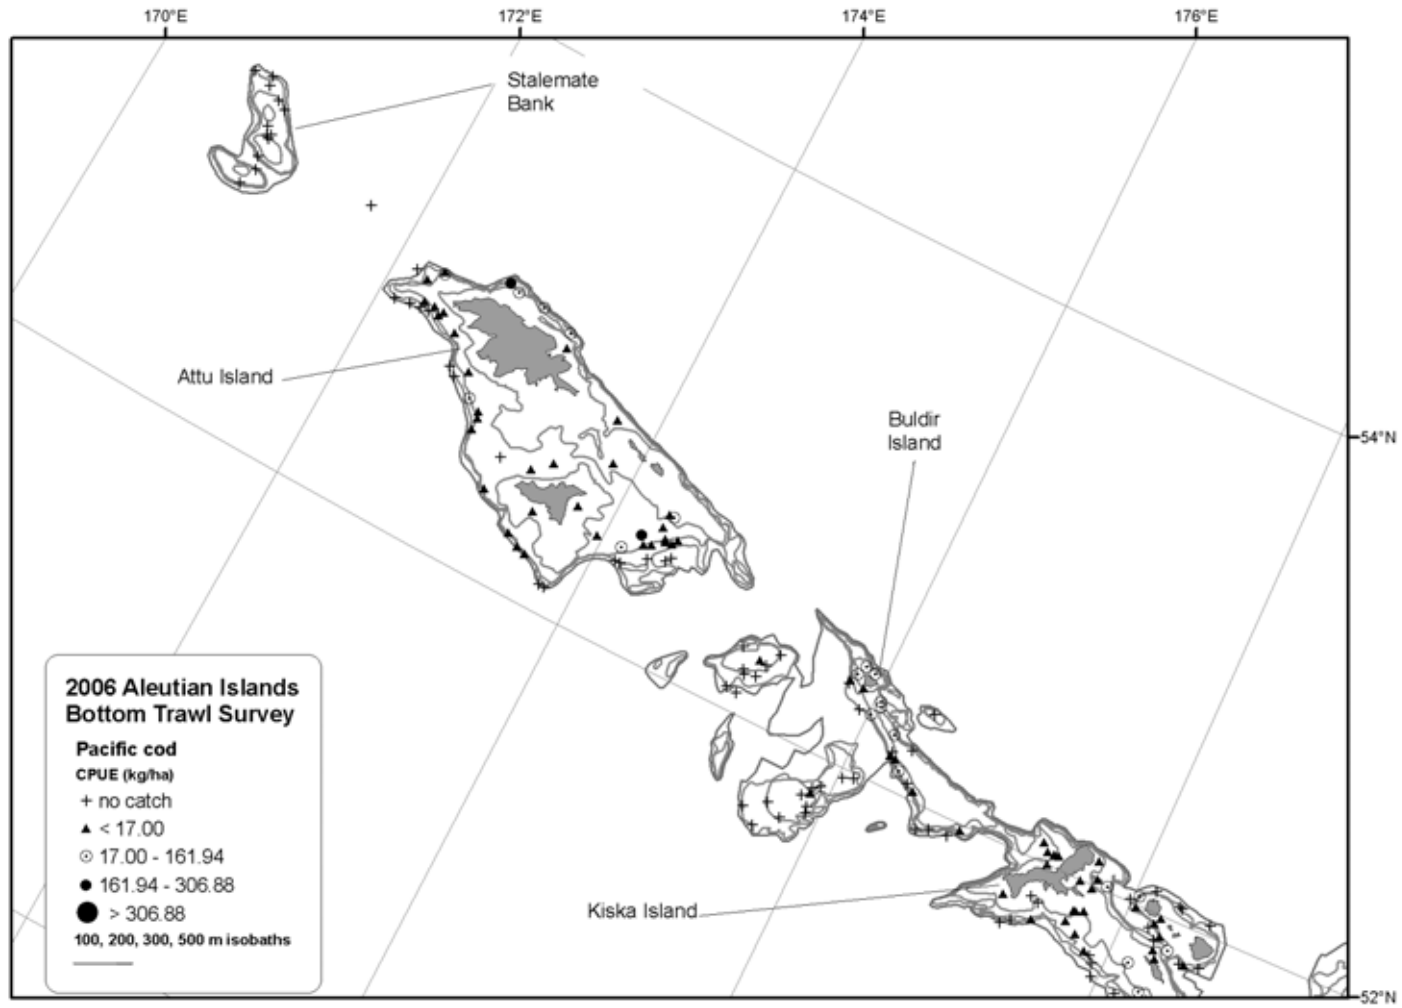 170°E
172°E
174°E
176°E
Stalemate
Bank
Attu Island
Buldir
Island
54°N
Kiska Island
52°N
2006 Aleutian Islands
Bottom Trawl Survey
Pacific cod
CPUE (kg/ha)
no catch
< 17.00
17.00 - 161.94
161.94 - 306.88
> 306.88
100, 200, 300, 500 m isobaths